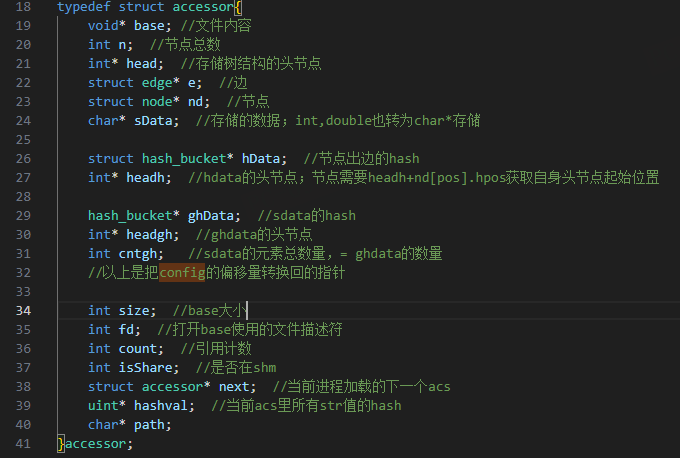 18 typedef struct accessor{
19 void* base; //文件内容
20 int n; //节点总数
21 int* head; //存储树结构的头节点
22 struct edge* e; //边
23 struct node* nd; //节点
24 char* sData; //存储的数据；int,double也转为char*存储
25
26 struct hash_bucket* hData; //节点出边的hash
27 int* headh; //hdata的头节点；节点需要headh+nd[pos].hpos获取自身头节点起始位置
28
29 hash_bucket* ghData; //sdata的hash
30 int* headgh; //ghdata的头节点
31 int cntgh; //sdata的元素总数量，= ghdata的数量
32 //以上是把config的偏移量转换回的指针
33
34 int size; //base大小
35 int fd; //打开base使用的文件描述符
36 int count; //引用计数
37 int isShare; //是否在shm
38 struct accessor* next; //当前进程加载的下一个acs
39 uint* hashval; //当前acs里所有str值的hash
40 char* path;
41 }accessor;